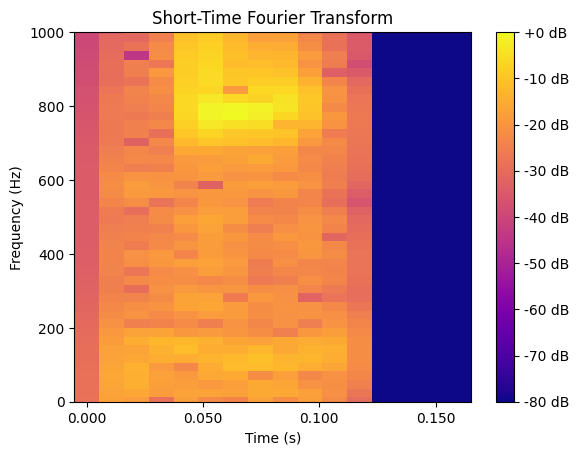 Short-Time Fourier Transform
1000
800
600
400
200
0
Frequency (Hz)
0.000
0.050
0.100
0.150
Time (s)
+0 dB
-10 dB
-20 dB
-30 dB
-40 dB
-50 dB
-60 dB
-70 dB
-80 dB